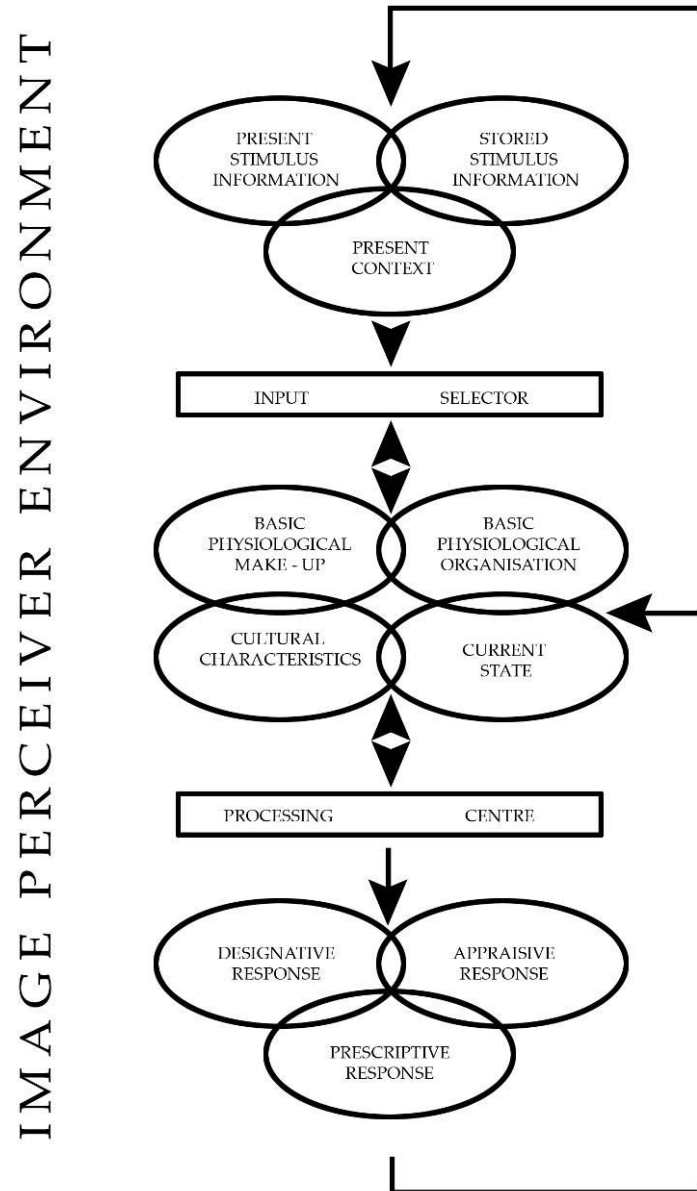 IMAGE PERCEIVER ENVIRONMENT
PRESENT
STIMULUS
INFORMATION
STORED
STIMULUS
INFORMATION
PRESENT
CONTEXT
INPUT SELECTOR
BASIC
PHYSIOLOGICAL
MAKE - UP
BASIC
PHYSIOLOGICAL
ORGANISATION
CULTURAL
CHARACTERISTICS
CURRENT
STATE
PROCESSING CENTRE
DESIGNATIVE
RESPONSE
APPRAISIVE
RESPONSE
PRESCRIPTIVE
RESPONSE